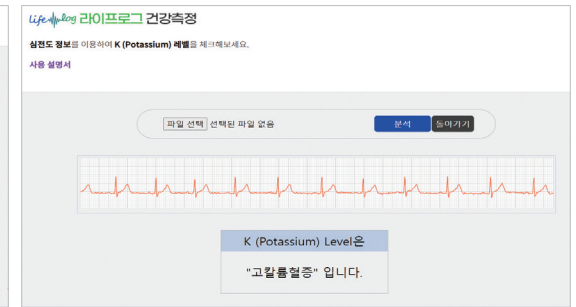 Life log 라이프로그 건강측정
심전도 정보를 이용하여 K (Potassium) 레벨을 체크해보세요.
사용 설명서
파일 선택 선택된 파일 없음 분석 돌아가기
K (Potassium) Level은
"고칼륨혈증" 입니다.